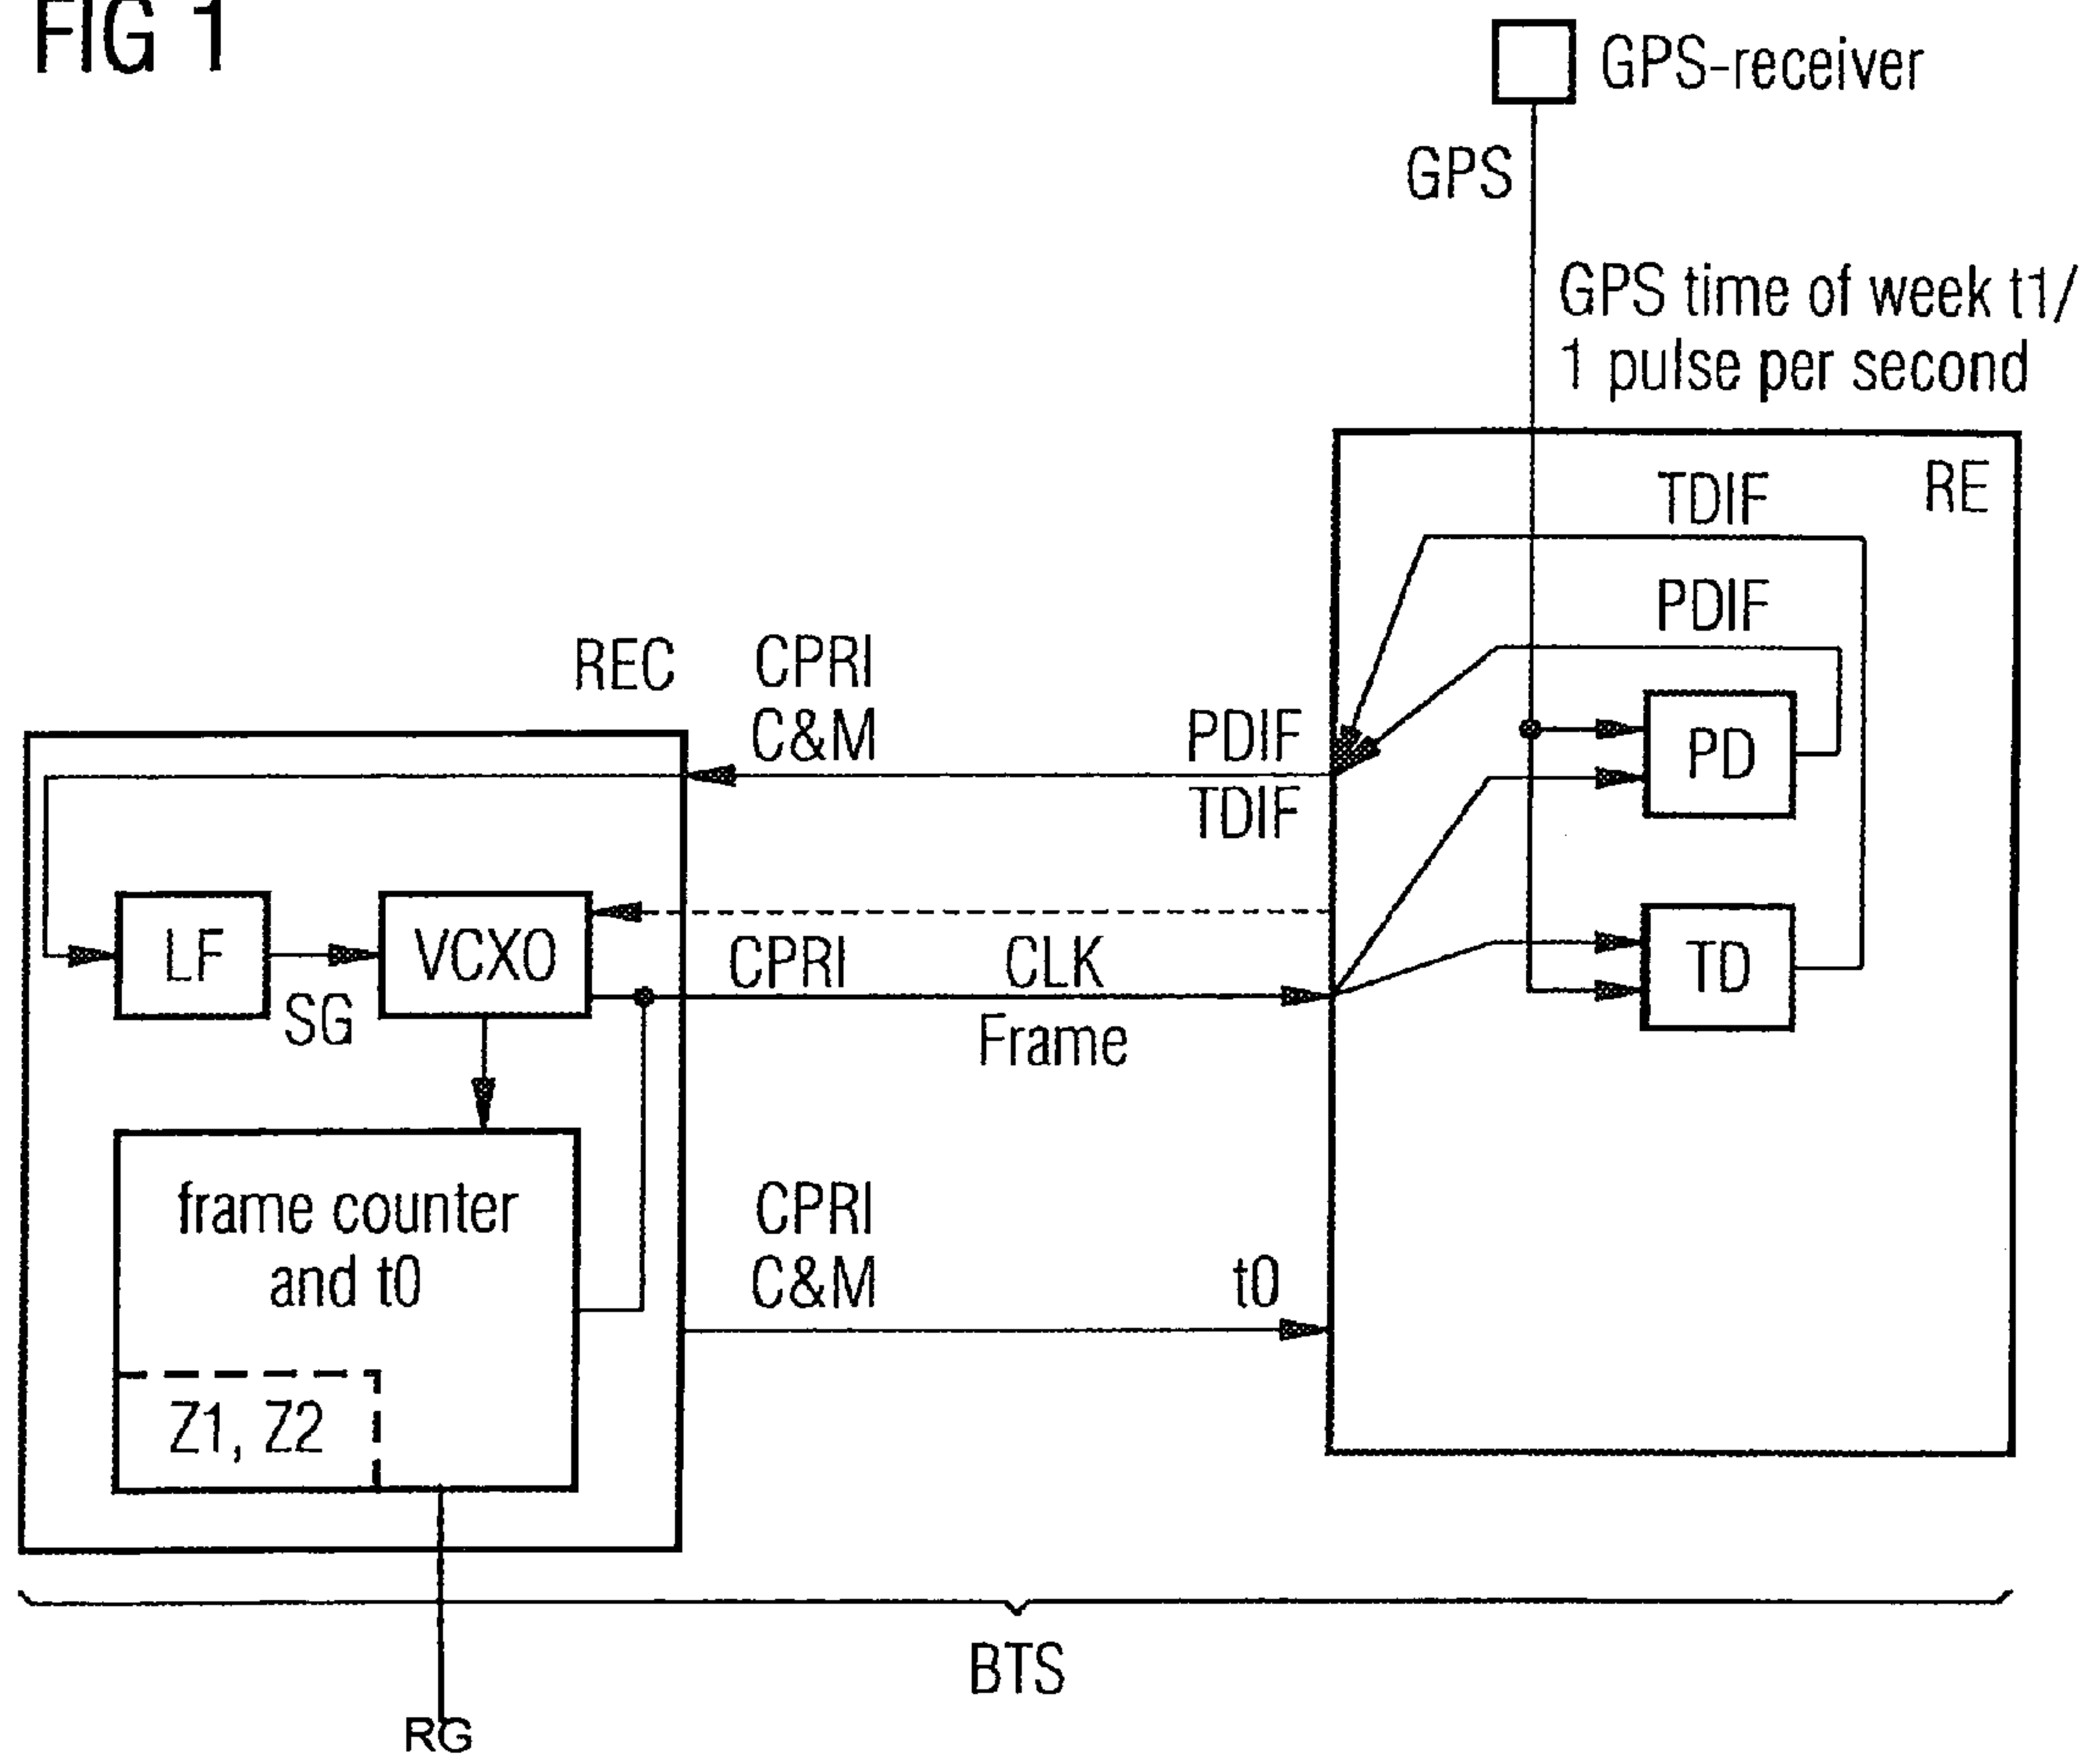 FIG 1
GPS-receiver
GPS
GPS time of week t1/
1 pulse per second
RE
TDIF
PDIF
REC
CPRI
C&M
PDIF
TDIF
PD
LF
SG
VCXO
CPRI
CLK
Frame
TD
frame counter
and t0
CPRI
C&M
t0
Z1, Z2
BTS
RG